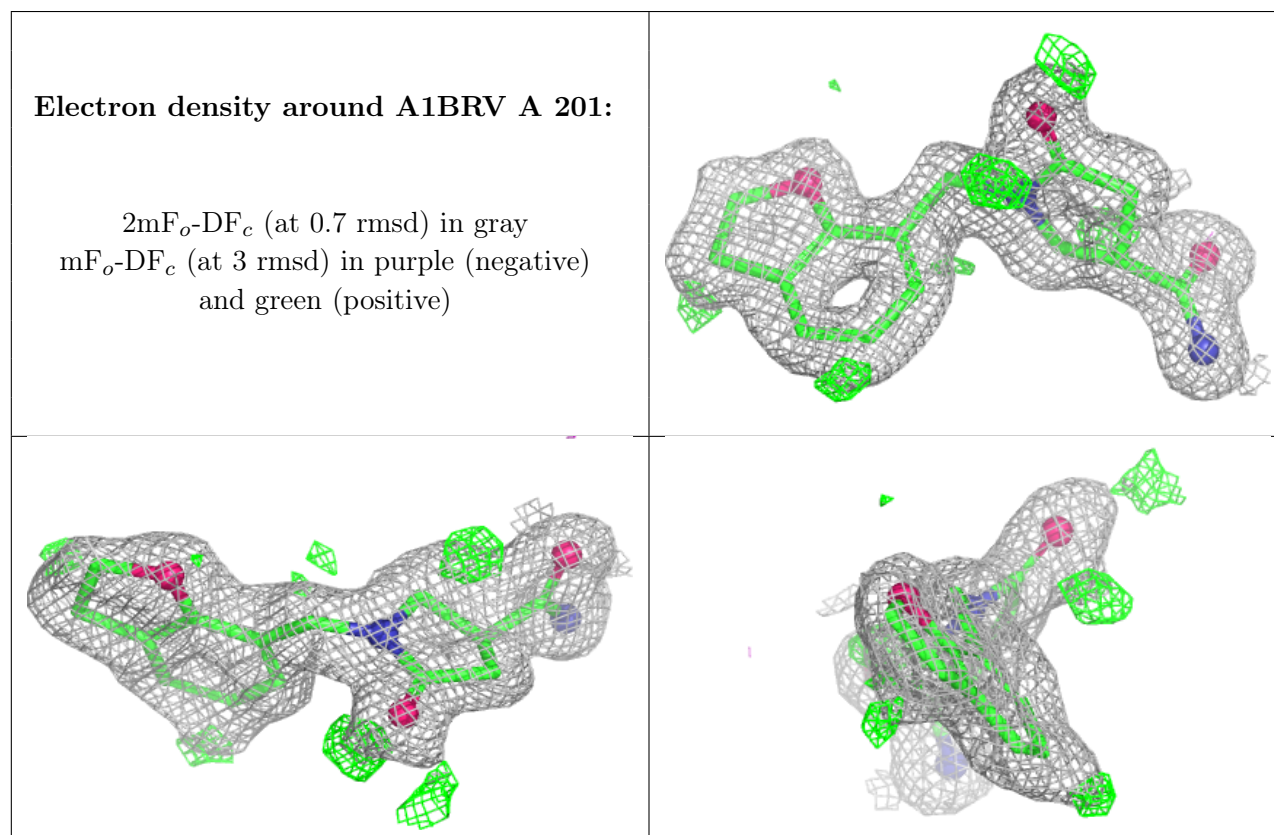 Electron density around A1BRV A 201:
2mFo-DFc (at 0.7 rmsd) in gray
mFo-DFc (at 3 rmsd) in purple (negative)
and green (positive)